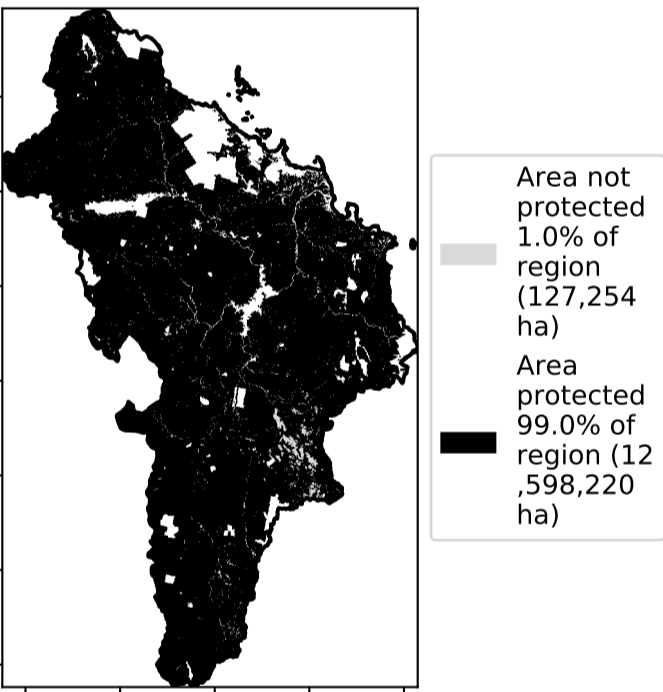 Area not
protected
1.0% of
region
(127,254
ha)
Area
protected
99.0% of
region (12
,598,220
ha)